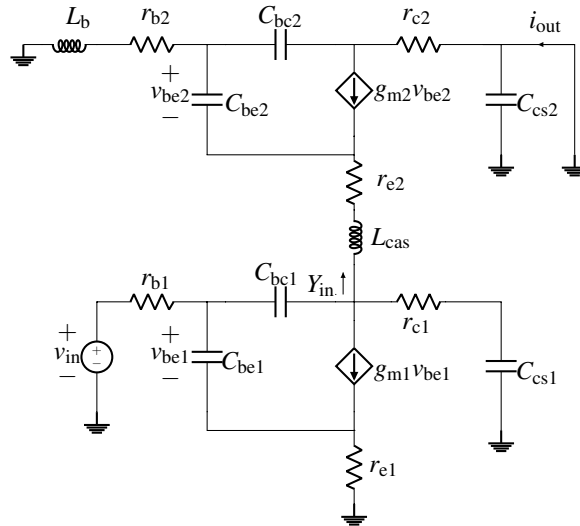 L_b
r_b2
C_bc2
r_c2
i_out
+
v_be2
−
C_be2
g_m2 v_be2
C_cs2
r_e2
L_cas
r_b1
C_bc1
Y_in
r_c1
+
v_in
−
+
−
+
v_be1
−
C_be1
g_m1 v_be1
C_cs1
r_e1